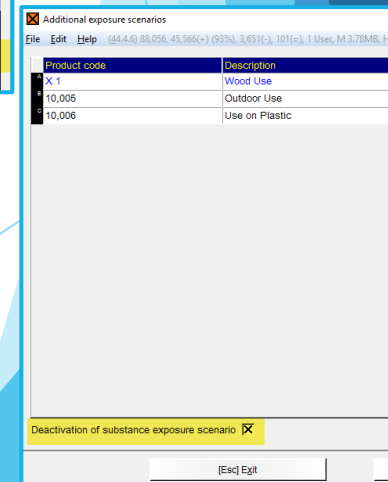 Additional exposure scenarios
File Edit Help (44.4.6) 88,056, 45,566(+) (93%), 3,651(-), 101(=), 1 User, M 3.78MB, H
Product code Description
A X 1 Wood Use
B 10,005 Outdoor Use
C 10,006 Use on Plastic
Deactivation of substance exposure scenario
[Esc] Exit